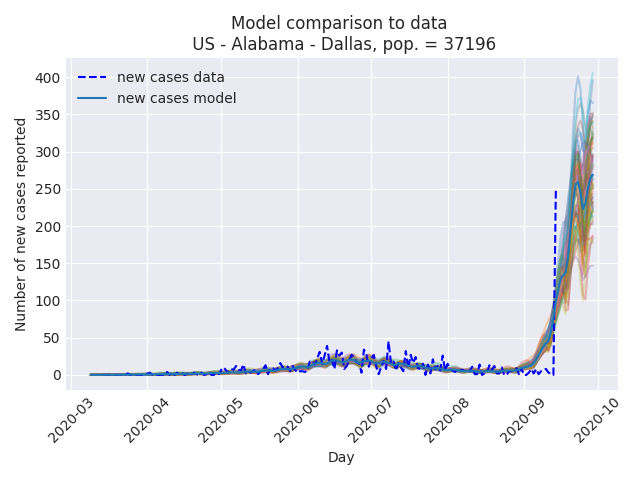 Model comparison to data
US - Alabama - Dallas, pop. = 37196
new cases data
new cases model
Number of new cases reported
400
350
300
250
200
150
100
50
0
2020-03
2020-04
2020-05
2020-06
2020-07
2020-08
2020-09
2020-10
Day